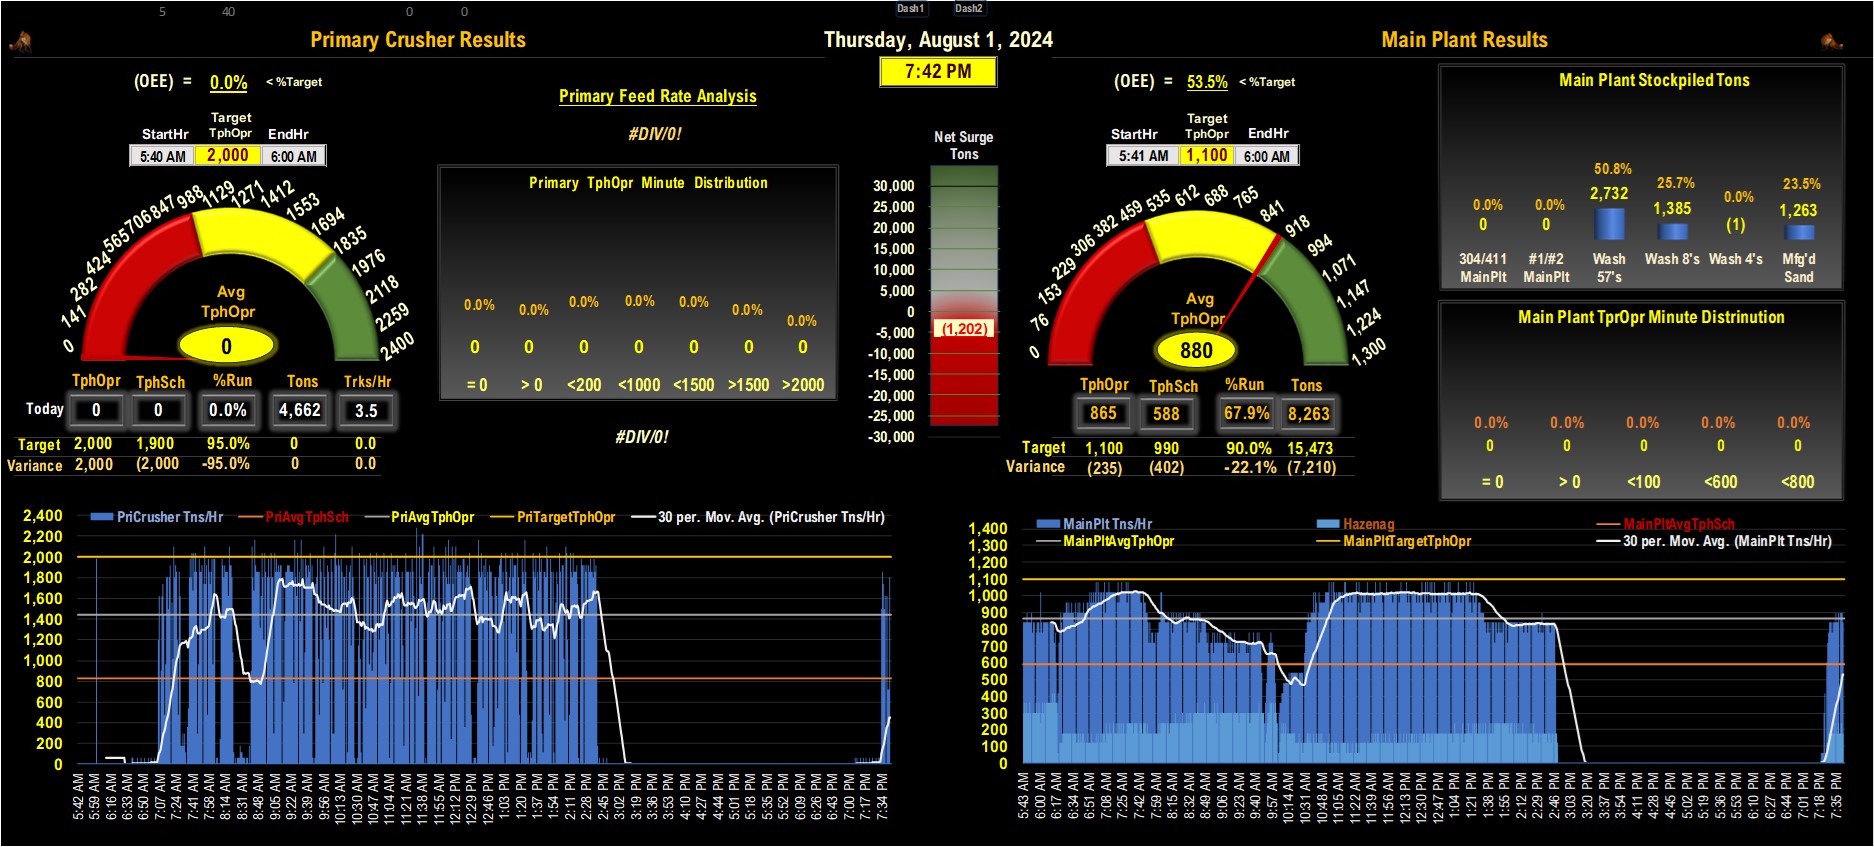 5 40 0 0 Dash1 Dash2
Primary Crusher Results
Thursday, August 1, 2024
Main Plant Results
7:42 PM
(OEE) = 0.0% < %Target
Target
StartHr TphOpr EndHr
5:40 AM 2,000 6:00 AM
0 141 282 424 565 706 847 988 1129 1271 1412 1553 1694 1835 1976 2118 2259 2400
Avg
TphOpr
0
TphOpr TphSch %Run Tons Trks/Hr
Today 0 0 0.0% 4,662 3.5
Target 2,000 1,900 95.0% 0 0.0
Variance 2,000 (2,000 -95.0% 0 0.0
Primary Feed Rate Analysis
#DIV/0!
Primary TphOpr Minute Distribution
0.0% 0.0% 0.0% 0.0% 0.0% 0.0% 0.0%
0 0 0 0 0 0 0
= 0 > 0 <200 <1000 <1500 >1500 >2000
#DIV/0!
Net Surge
Tons
30,000
25,000
20,000
15,000
10,000
5,000
0
-5,000
-10,000
-15,000
-20,000
-25,000
-30,000
(1,202)
(OEE) = 53.5% < %Target
Target
StartHr TphOpr EndHr
5:41 AM 1,100 6:00 AM
0 76 153 229 306 382 459 535 612 688 765 841 918 994 1,071 1,147 1,224 1,300
Avg
TphOpr
880
TphOpr TphSch %Run Tons
865 588 67.9% 8,263
Target 1,100 990 90.0% 15,473
Variance (235) (402) -22.1% (7,210)
Main Plant Stockpiled Tons
0.0% 0.0% 50.8% 25.7% 0.0% 23.5%
0 0 2,732 1,385 (1) 1,263
304/411 #1/#2 Wash Wash 8's Wash 4's Mfg'd
MainPlt MainPlt 57's Sand
Main Plant TprOpr Minute Distrinution
0.0% 0.0% 0.0% 0.0% 0.0%
0 0 0 0 0
= 0 > 0 <100 <600 <800
PriCrusher Tns/Hr PriAvgTphSch PriAvgTphOpr PriTargetTphOpr 30 per. Mov. Avg. (PriCrusher Tns/Hr)
2,400
2,200
2,000
1,800
1,600
1,400
1,200
1,000
800
600
400
200
0
5:42 AM 5:59 AM 6:16 AM 6:33 AM 6:50 AM 7:07 AM 7:24 AM 7:41 AM 7:58 AM 8:14 AM 8:31 AM 8:48 AM 9:05 AM 9:22 AM 9:39 AM 9:56 AM 10:13 AM 10:30 AM 10:47 AM 11:04 AM 11:21 AM 11:38 AM 11:55 AM 12:12 PM 12:29 PM 12:46 PM 1:03 PM 1:20 PM 1:37 PM 1:54 PM 2:11 PM 2:28 PM 2:45 PM 3:02 PM 3:19 PM 3:36 PM 3:53 PM 4:10 PM 4:27 PM 4:44 PM 5:01 PM 5:18 PM 5:35 PM 5:52 PM 6:09 PM 6:26 PM 6:43 PM 7:00 PM 7:17 PM 7:34 PM
MainPlt Tns/Hr Hazenag MainPltAvgTphSch
MainPltAvgTphOpr MainPltTargetTphOpr 30 per. Mov. Avg. (MainPlt Tns/Hr)
1,400
1,300
1,200
1,100
1,000
900
800
700
600
500
400
300
200
100
0
5:43 AM 6:00 AM 6:17 AM 6:34 AM 6:51 AM 7:08 AM 7:25 AM 7:42 AM 7:59 AM 8:15 AM 8:32 AM 8:49 AM 9:06 AM 9:23 AM 9:40 AM 9:57 AM 10:14 AM 10:31 AM 10:48 AM 11:05 AM 11:22 AM 11:39 AM 11:56 AM 12:13 PM 12:30 PM 12:47 PM 1:04 PM 1:21 PM 1:38 PM 1:55 PM 2:12 PM 2:29 PM 2:46 PM 3:03 PM 3:20 PM 3:37 PM 3:54 PM 4:11 PM 4:28 PM 4:45 PM 5:02 PM 5:19 PM 5:36 PM 5:53 PM 6:10 PM 6:27 PM 6:44 PM 7:01 PM 7:18 PM 7:35 PM